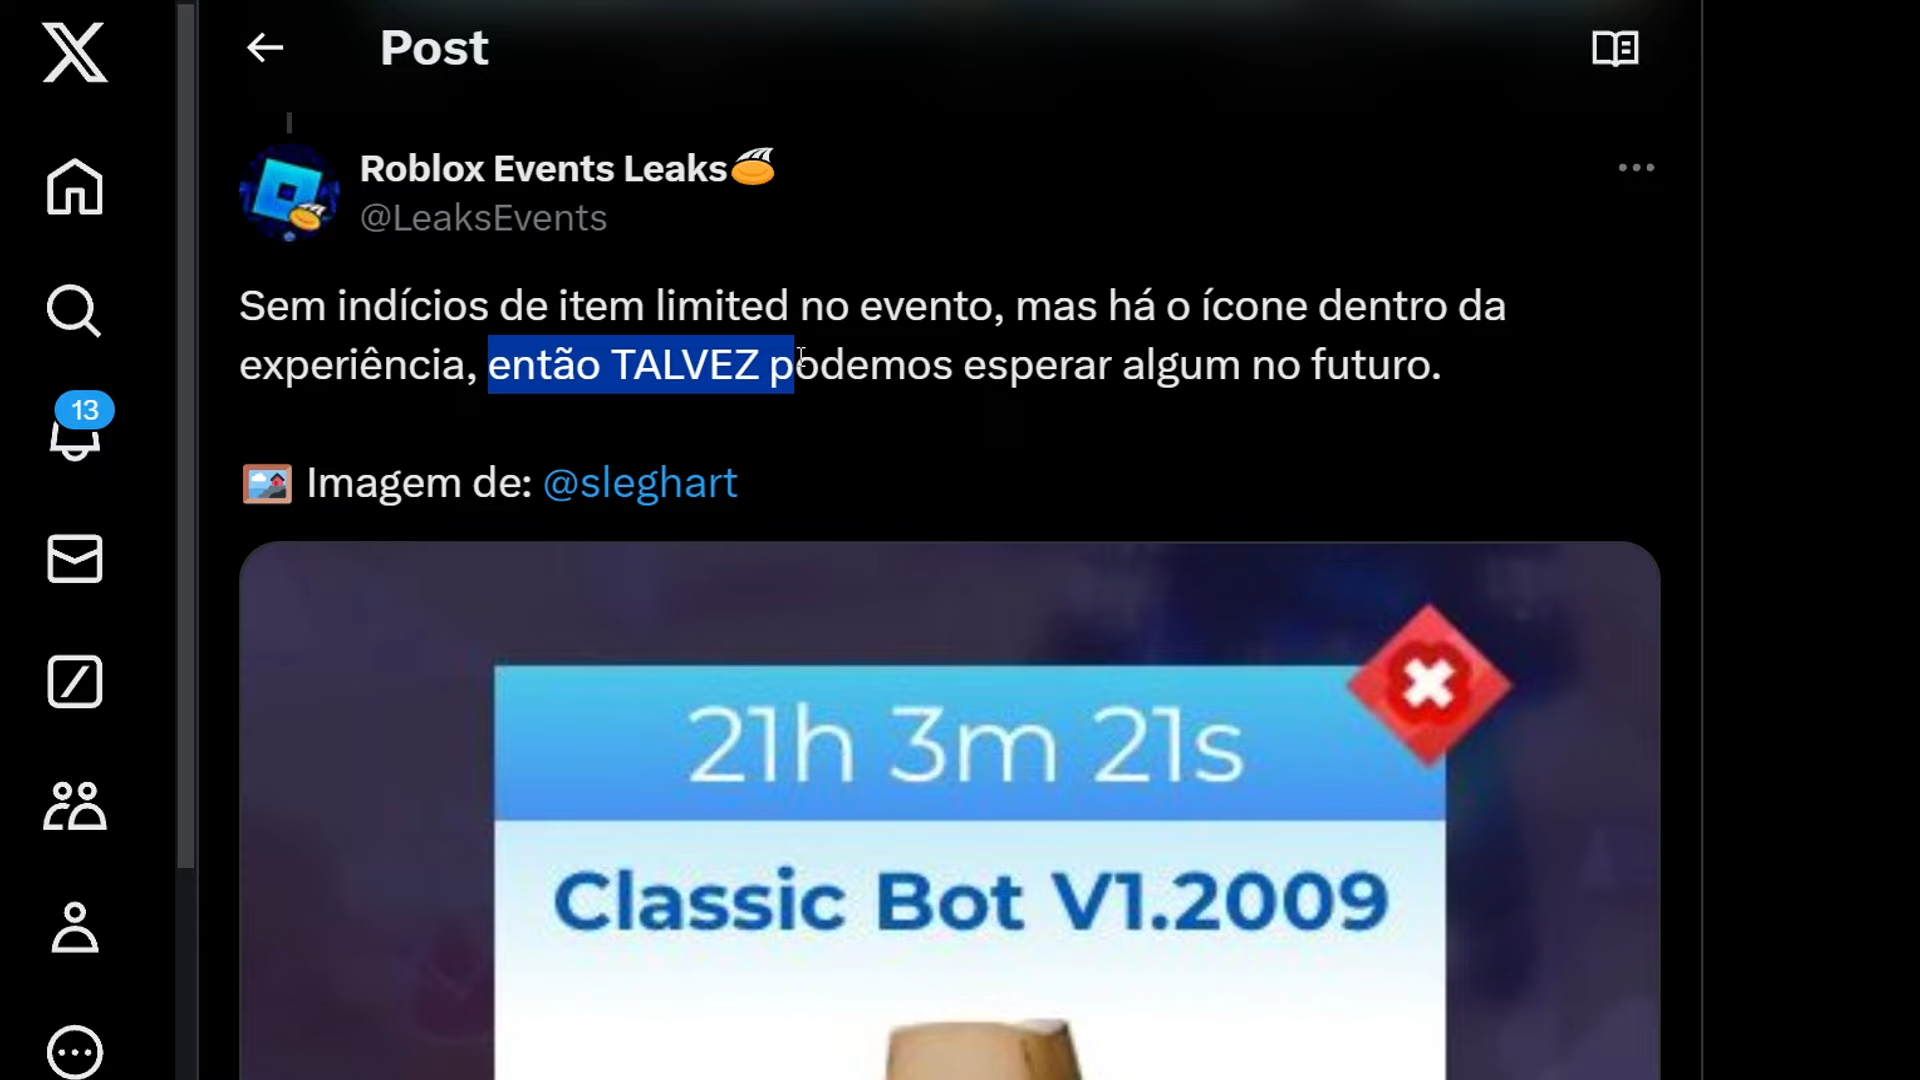 Post
Roblox Events Leaks
@LeaksEvents
Sem indícios de item limited no evento, mas há o ícone dentro da
experiência, então TALVEZ podemos esperar algum no futuro.
13
Imagem de: @sleghart
21h 3m 21s
Classic Bot V1.2009